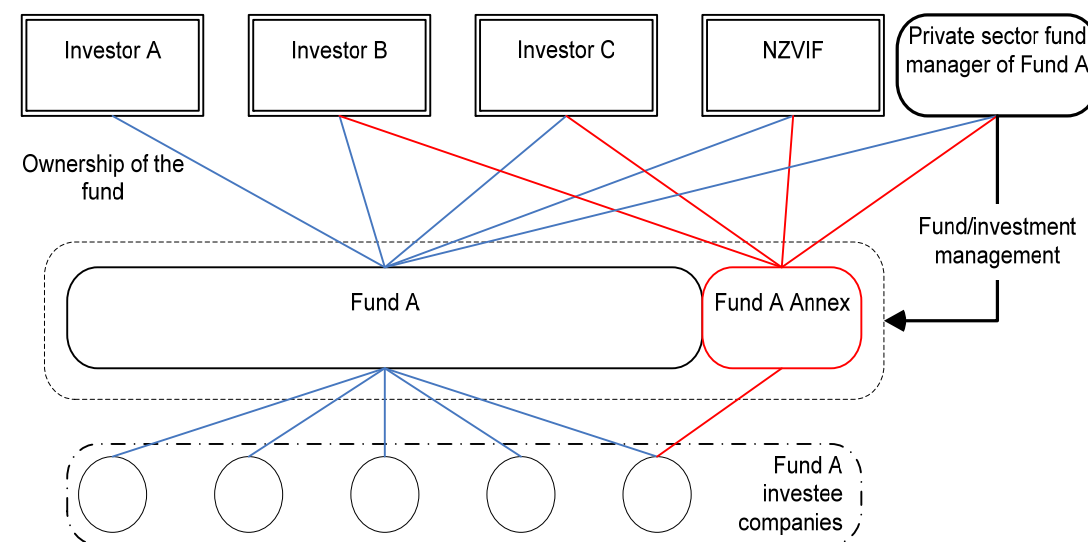 Investor A
Investor B
Investor C
NZVIF
Private sector fund
manager of Fund A
Ownership of the
fund
Fund/investment
management
Fund A
Fund A Annex
Fund A
investee
companies